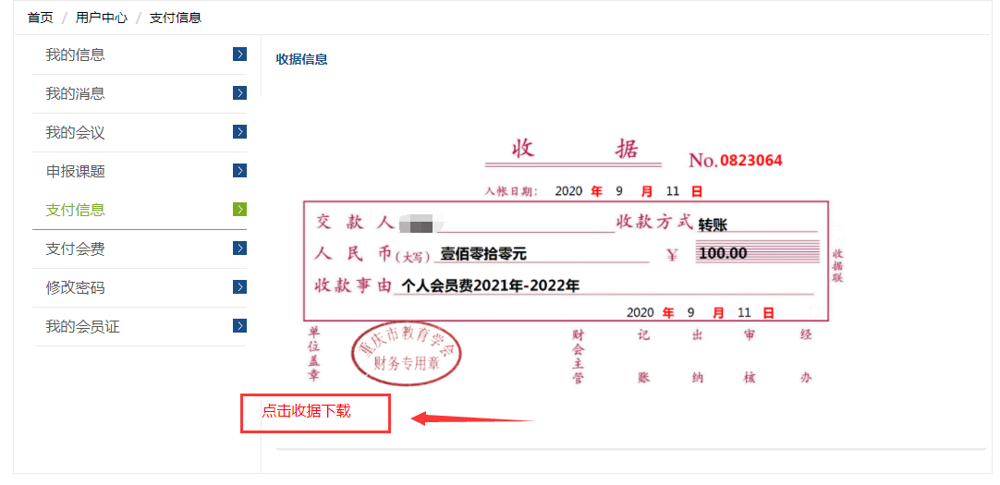 首页 / 用户中心 / 支付信息
我的信息
我的消息
我的会议
申报课题
支付信息
支付会费
修改密码
我的会员证
收据信息
收 据 No.0823064
入帐日期： 2020 年 9 月 11 日
交 款 人 收款方式 转账
人 民 币 (大写) 壹佰零拾零元 ¥ 100.00
收款事由 个人会员费2021年-2022年
收据联
2020 年 9 月 11 日
单位盖章
重庆市教育学会
财务专用章
财会主管
记账
出纳
审核
经办
点击收据下载